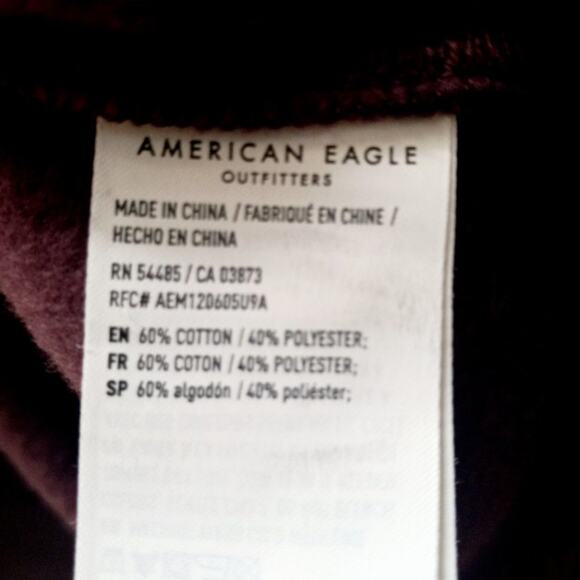 AMERICAN EAGLE
OUTFITTERS
MADE IN CHINA / FABRIQUÉ EN CHINE /
HECHO EN CHINA
RN 54485 / CA 03873
RFC# AEM120605U9A
EN 60% COTTON / 40% POLYESTER;
FR 60% COTON / 40% POLYESTER;
SP 60% algodón / 40% poliéster;